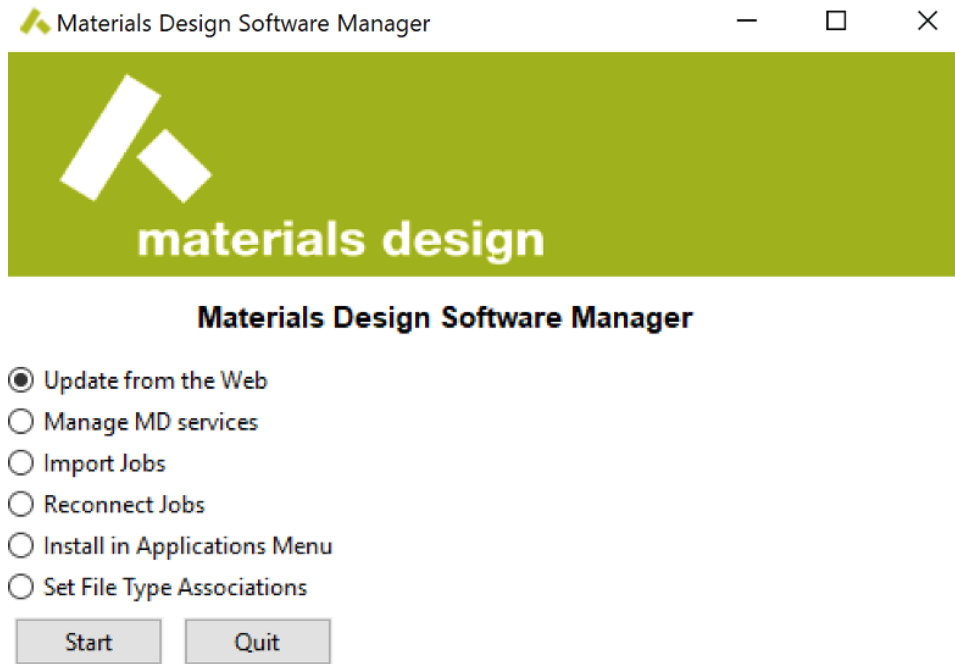 Materials Design Software Manager
materials design
Materials Design Software Manager
Update from the Web
Manage MD services
Import Jobs
Reconnect Jobs
Install in Applications Menu
Set File Type Associations
Start Quit